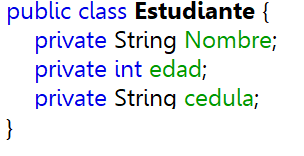 public class Estudiante {
private String Nombre;
private int edad;
private String cedula;
}